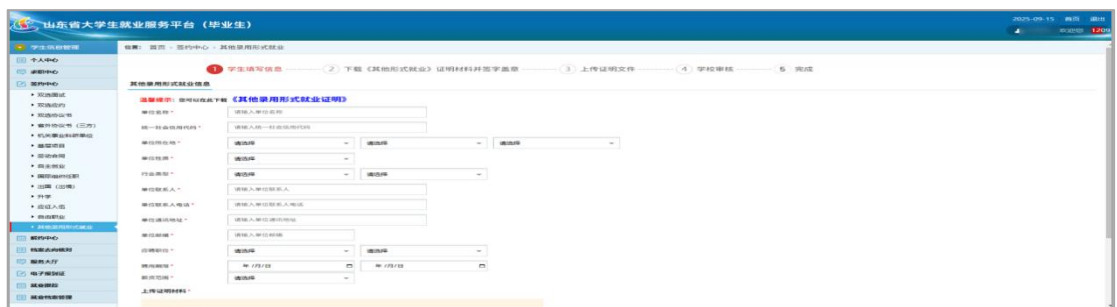 山东省大学生就业服务平台（毕业生）
2025-09-15 首页 退出
欢迎您 1209
学生信息管理
位置： 首页 > 签约中心 > 其他录用形式就业
个人中心
求职中心
签约中心
双选面试
双选应约
双选协议书
省外协议书（三方）
机关事业科研单位
基层项目
劳动合同
自主创业
国际组织任职
出国（出境）
升学
应征入伍
自由职业
其他录用形式就业
解约中心
档案去向核对
服务大厅
电子报到证
就业跟踪
就业档案管理
1 学生填写信息
2 下载《其他形式就业》证明材料并签字盖章
3 上传证明文件
4 学校审核
5 完成
其他录用形式就业信息
温馨提示：您可以在此下载《其他录用形式就业证明》
单位名称 * 请输入单位名称
统一社会信用代码 * 请输入统一社会信用代码
单位所在地 * 请选择 请选择 请选择
单位性质 * 请选择
行业类型 * 请选择 请选择
单位联系人 * 请输入单位联系人
单位联系人电话 * 请输入单位联系人电话
单位通讯地址 * 请输入单位通讯地址
单位邮编 * 请输入单位邮编
应聘职位 * 请选择 请选择
聘用期限 * 年 /月/日 年 /月/日
薪资范围 * 请选择
上传证明材料 *